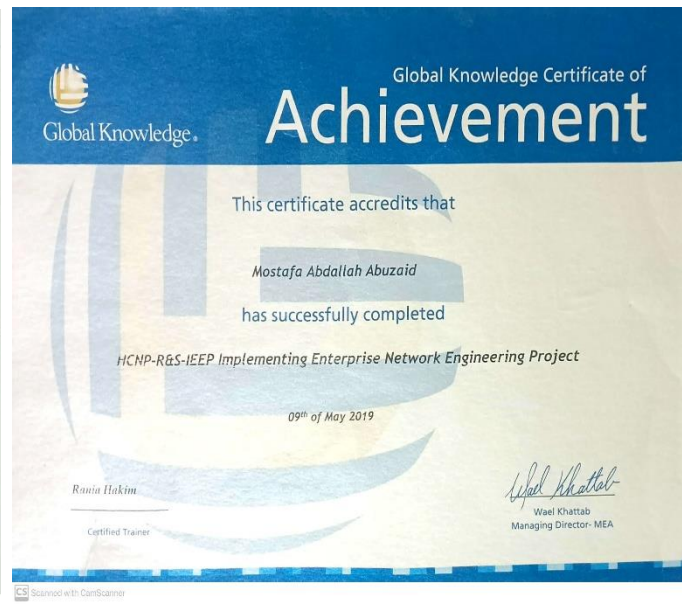 Global Knowledge®
Global Knowledge Certificate of
Achievement
This certificate accredits that
Mostafa Abdallah Abuzaid
has successfully completed
HCNP-R&S-IEEP Implementing Enterprise Network Engineering Project
09th of May 2019
Rania Hakim
Certified Trainer
Wael Khattab
Wael Khattab
Managing Director- MEA
CS Scanned with CamScanner